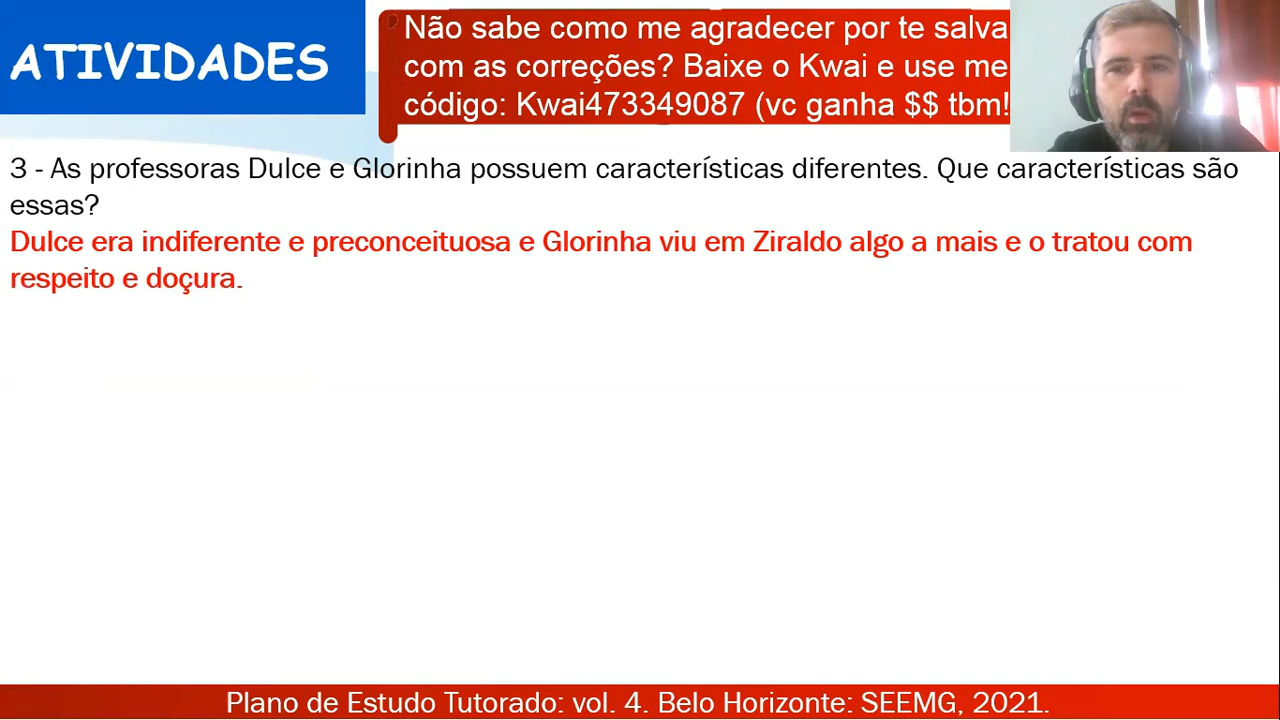 ATIVIDADES
Não sabe como me agradecer por te salva
com as correções? Baixe o Kwai e use me
código: Kwai473349087 (vc ganha $$ tbm!
3 - As professoras Dulce e Glorinha possuem características diferentes. Que características são
essas?
Dulce era indiferente e preconceituosa e Glorinha viu em Ziraldo algo a mais e o tratou com
respeito e doçura.
Plano de Estudo Tutorado: vol. 4. Belo Horizonte: SEEMG, 2021.